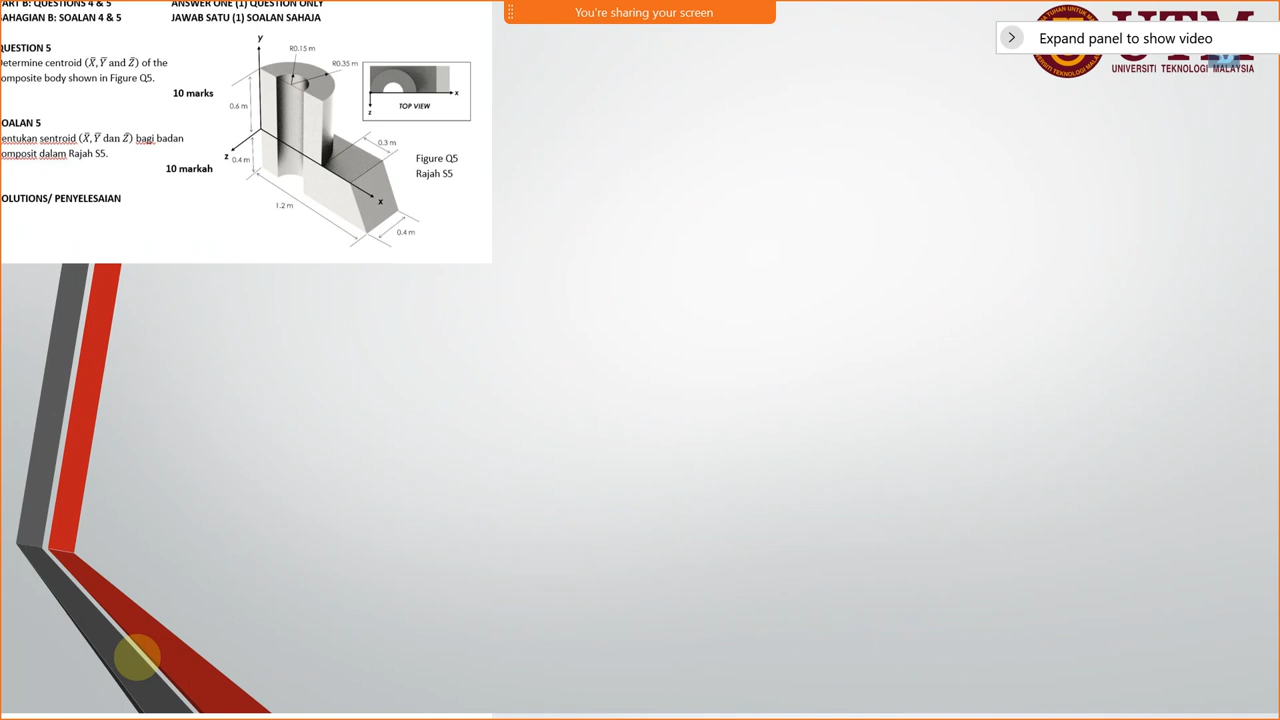 You're sharing your screen
ART B: QUESTIONS 4 & 5 ANSWER ONE (1) QUESTION ONLY
AHAGIAN B: SOALAN 4 & 5 JAWAB SATU (1) SOALAN SAHAJA
Expand panel to show video
UTM
UNIVERSITI TEKNOLOGI MALAYSIA
QUESTION 5
Determine centroid (X̄, Ȳ and Z̄) of the
omposite body shown in Figure Q5.
10 marks
OALAN 5
entukan sentroid (X̄, Ȳ dan Z̄) bagi badan
omposit dalam Rajah S5.
10 markah
OLUTIONS/ PENYELESAIAN
y
R0.15 m
R0.35 m
0.6 m
x
z
TOP VIEW
z
0.4 m
0.3 m
Figure Q5
Rajah S5
x
1.2 m
0.4 m